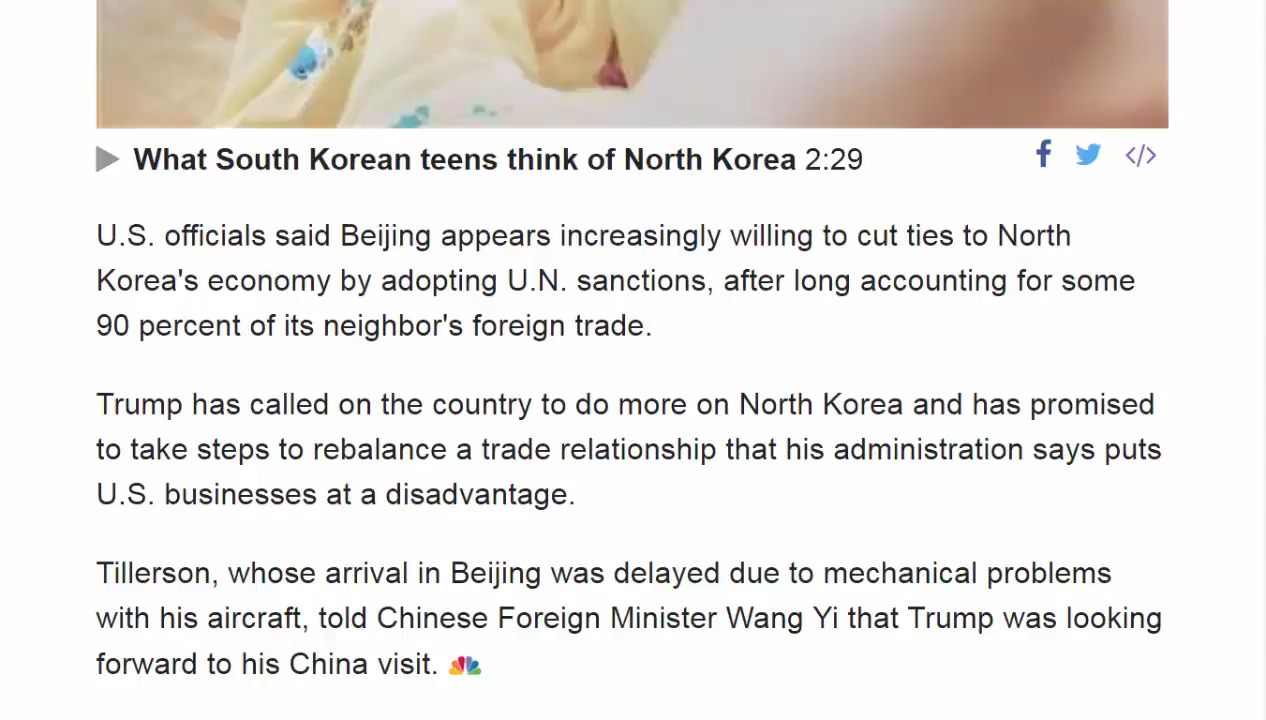 What South Korean teens think of North Korea 2:29
U.S. officials said Beijing appears increasingly willing to cut ties to North
Korea's economy by adopting U.N. sanctions, after long accounting for some
90 percent of its neighbor's foreign trade.
Trump has called on the country to do more on North Korea and has promised
to take steps to rebalance a trade relationship that his administration says puts
U.S. businesses at a disadvantage.
Tillerson, whose arrival in Beijing was delayed due to mechanical problems
with his aircraft, told Chinese Foreign Minister Wang Yi that Trump was looking
forward to his China visit.